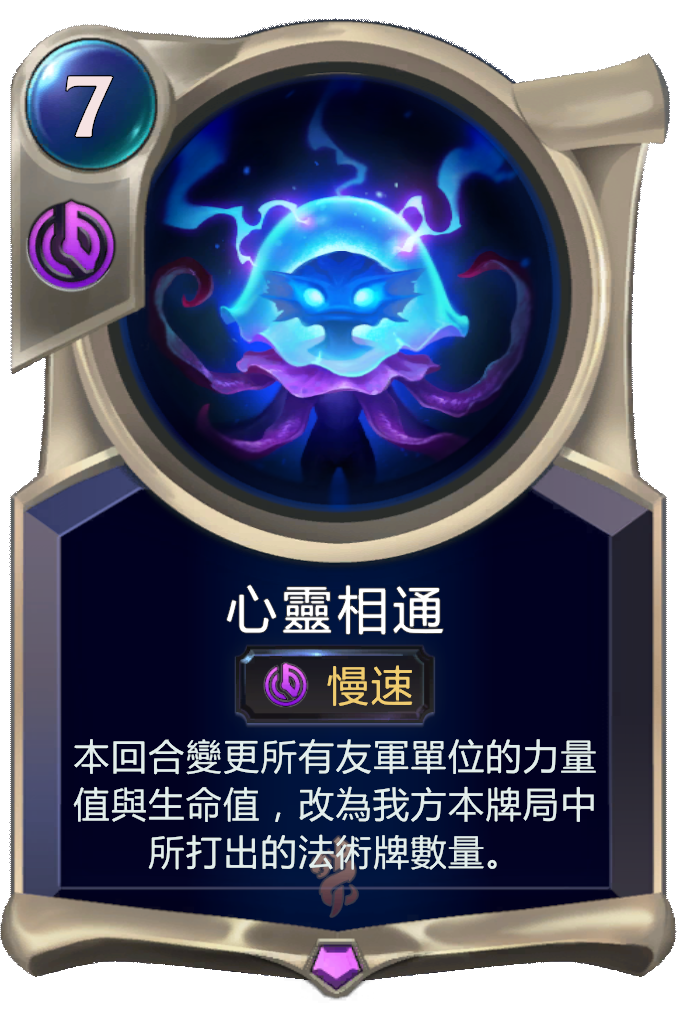 7
心靈相通
慢速
本回合變更所有友軍單位的力量
值與生命值，改為我方本牌局中
所打出的法術牌數量。